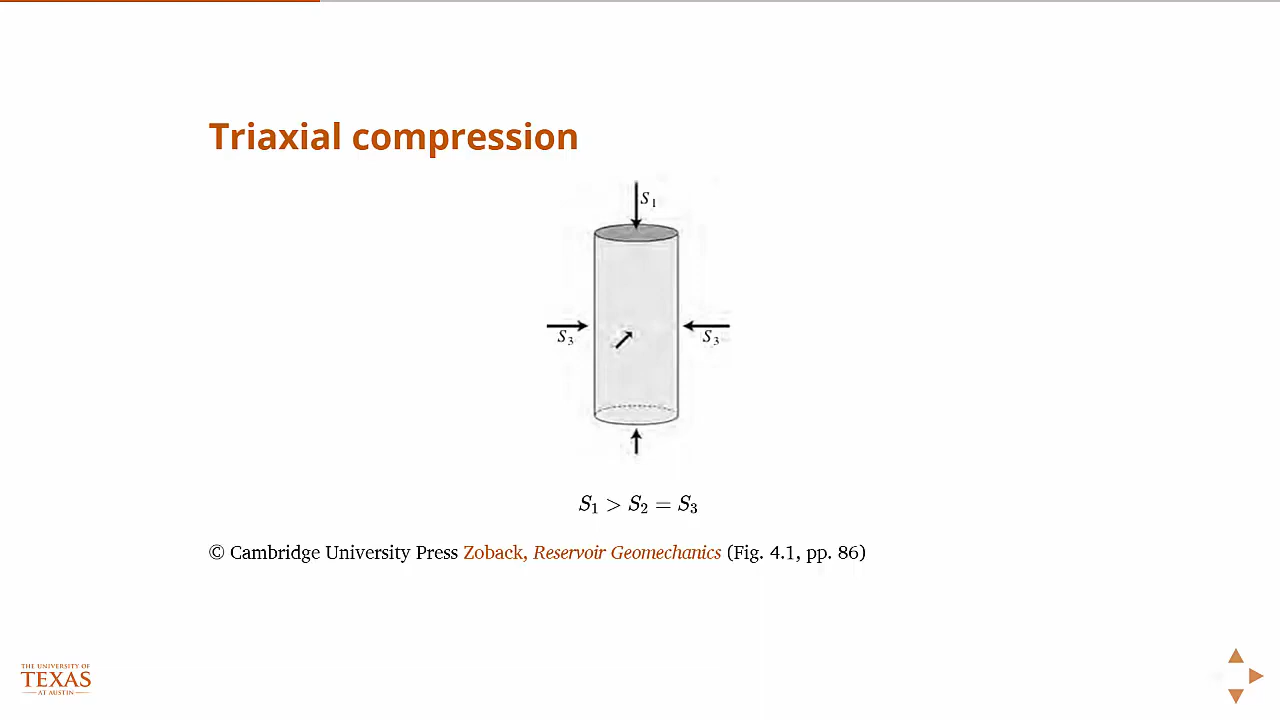 Triaxial compression
S1
S3 S3
S1 > S2 = S3
© Cambridge University Press Zoback, Reservoir Geomechanics (Fig. 4.1, pp. 86)
THE UNIVERSITY OF
TEXAS
AT AUSTIN